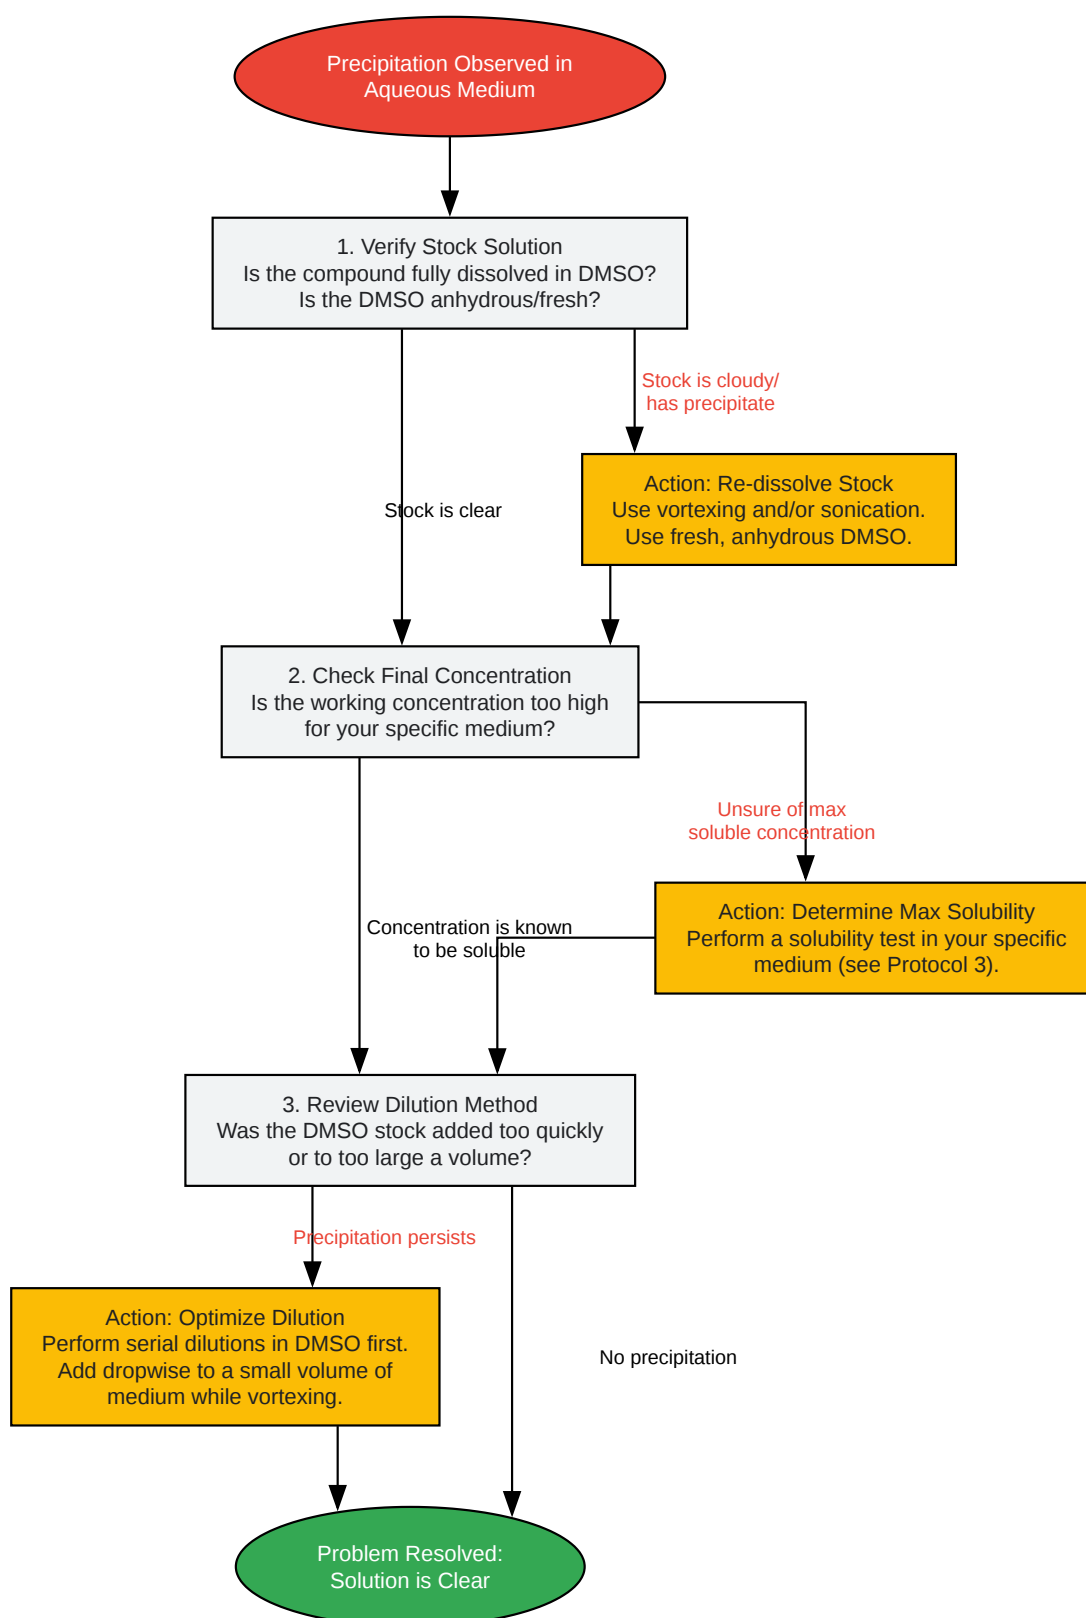 Precipitation Observed in
Aqueous Medium
1. Verify Stock Solution
Is the compound fully dissolved in DMSO?
Is the DMSO anhydrous/fresh?
Stock is cloudy/
has precipitate
Action: Re-dissolve Stock
Use vortexing and/or sonication.
Use fresh, anhydrous DMSO.
Stock is clear
2. Check Final Concentration
Is the working concentration too high
for your specific medium?
Unsure of max
soluble concentration
Action: Determine Max Solubility
Perform a solubility test in your specific
medium (see Protocol 3).
Concentration is known
to be soluble
3. Review Dilution Method
Was the DMSO stock added too quickly
or to too large a volume?
Precipitation persists
Action: Optimize Dilution
Perform serial dilutions in DMSO first.
Add dropwise to a small volume of
medium while vortexing.
No precipitation
Problem Resolved:
Solution is Clear